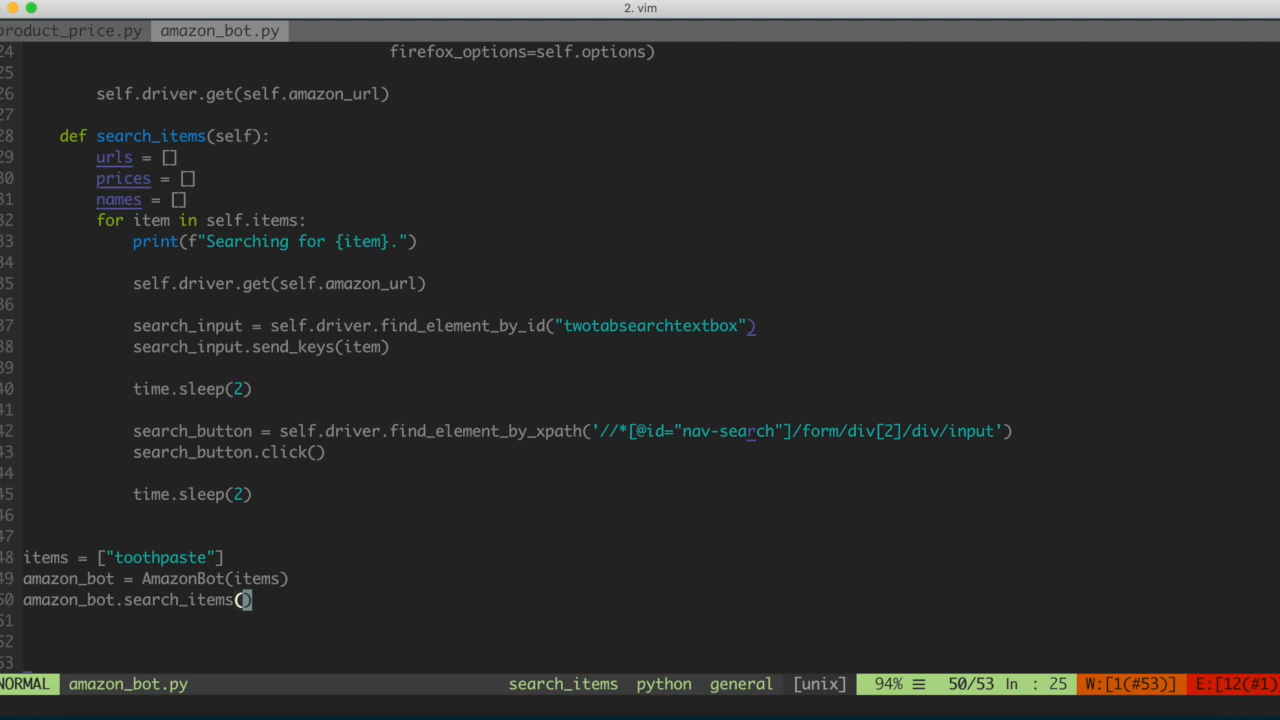 2. vim
product_price.py amazon_bot.py
24 firefox_options=self.options)
25
26 self.driver.get(self.amazon_url)
27
28 def search_items(self):
29 urls = []
30 prices = []
31 names = []
32 for item in self.items:
33 print(f"Searching for {item}.")
34
35 self.driver.get(self.amazon_url)
36
37 search_input = self.driver.find_element_by_id("twotabsearchtextbox")
38 search_input.send_keys(item)
39
40 time.sleep(2)
41
42 search_button = self.driver.find_element_by_xpath('//*[@id="nav-search"]/form/div[2]/div/input')
43 search_button.click()
44
45 time.sleep(2)
46
47
48 items = ["toothpaste"]
49 amazon_bot = AmazonBot(items)
50 amazon_bot.search_items()
51
52
53
NORMAL amazon_bot.py search_items python general [unix] 94% ☰ 50/53 ln : 25 W:[1(#53)] E:[12(#1)